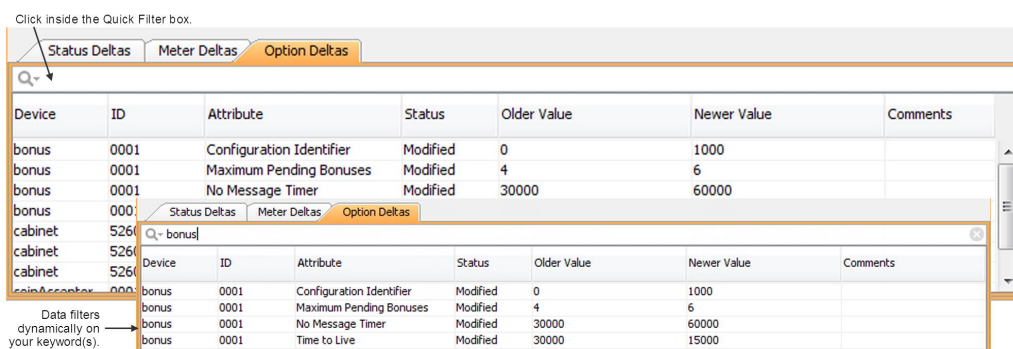 Click inside the Quick Filter box.
Status Deltas Meter Deltas Option Deltas
Device ID Attribute Status Older Value Newer Value Comments
bonus 0001 Configuration Identifier Modified 0 1000
bonus 0001 Maximum Pending Bonuses Modified 4 6
bonus 0001 No Message Timer Modified 30000 60000
bonus 000
cabinet 5260
cabinet 5260
cabinet 5260
Status Deltas Meter Deltas Option Deltas
bonus
Device ID Attribute Status Older Value Newer Value Comments
bonus 0001 Configuration Identifier Modified 0 1000
bonus 0001 Maximum Pending Bonuses Modified 4 6
bonus 0001 No Message Timer Modified 30000 60000
bonus 0001 Time to Live Modified 30000 15000
Data filters
dynamically on
your keyword(s).